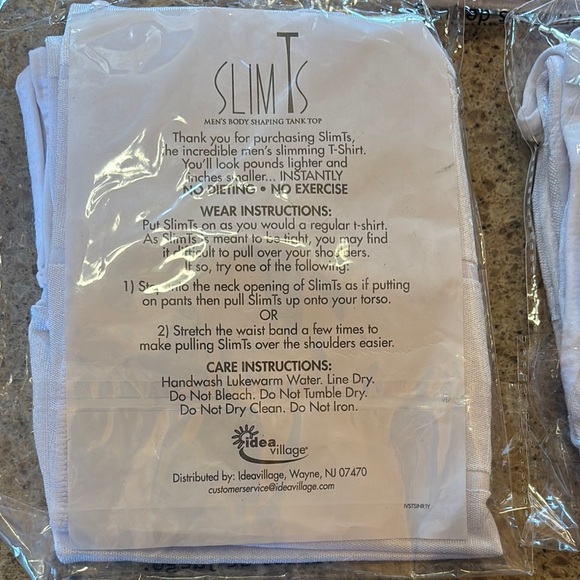 SLIMTS
MEN'S BODY SHAPING TANK TOP
Thank you for purchasing SlimTs,
the incredible men's slimming T-Shirt.
You'll look pounds lighter and
inches smaller... INSTANTLY
NO DIETING • NO EXERCISE
WEAR INSTRUCTIONS:
Put SlimTs on as you would a regular t-shirt.
As SlimTs is meant to be tight, you may find
it difficult to pull over your shoulders.
If so, try one of the following:
1) Step into the neck opening of SlimTs as if putting
on pants then pull SlimTs up onto your torso.
OR
2) Stretch the waist band a few times to
make pulling SlimTs over the shoulders easier.
CARE INSTRUCTIONS:
Handwash Lukewarm Water. Line Dry.
Do Not Bleach. Do Not Tumble Dry.
Do Not Dry Clean. Do Not Iron.
idea
village®
Distributed by: Ideavillage, Wayne, NJ 07470
customerservice@ideavillage.com